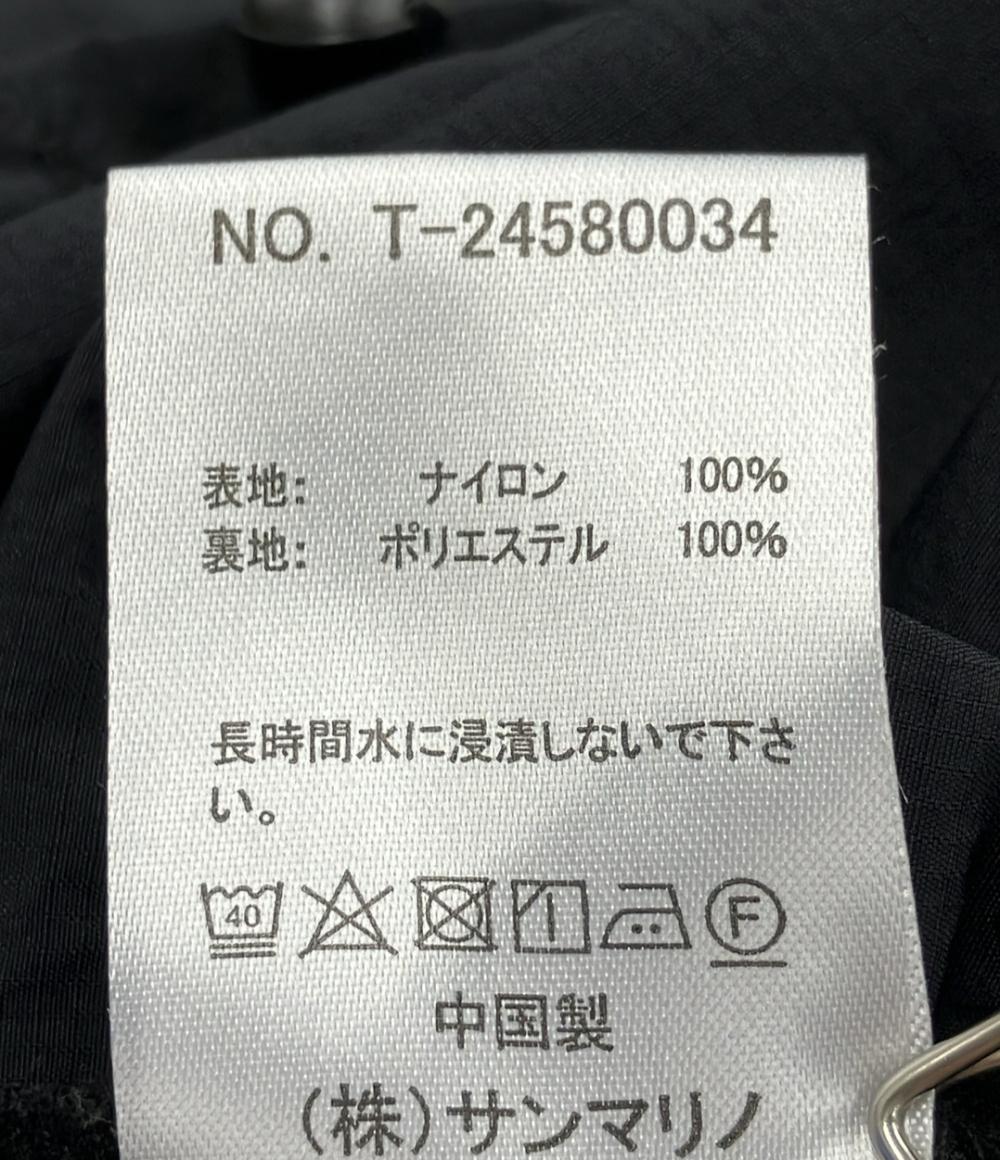 NO. T-24580034
表地: ナイロン 100%
裏地: ポリエステル 100%
長時間水に浸漬しないで下さ
い。
40 F
中国製
(株)サンマリノ